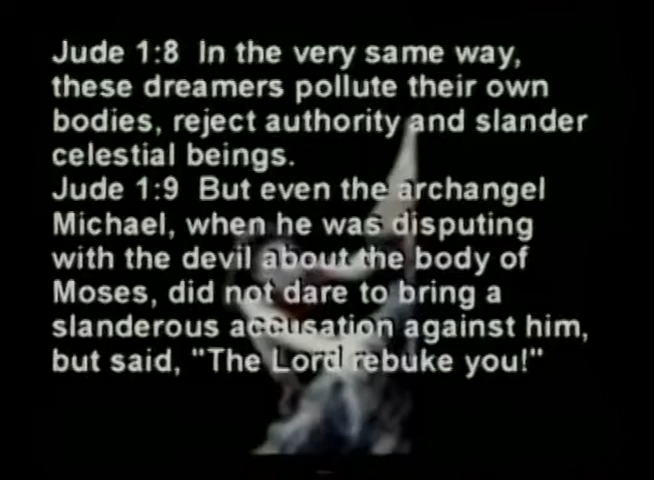 Jude 1:8 In the very same way,
these dreamers pollute their own
bodies, reject authority and slander
celestial beings.
Jude 1:9 But even the archangel
Michael, when he was disputing
with the devil about the body of
Moses, did not dare to bring a
slanderous accusation against him,
but said, "The Lord rebuke you!"